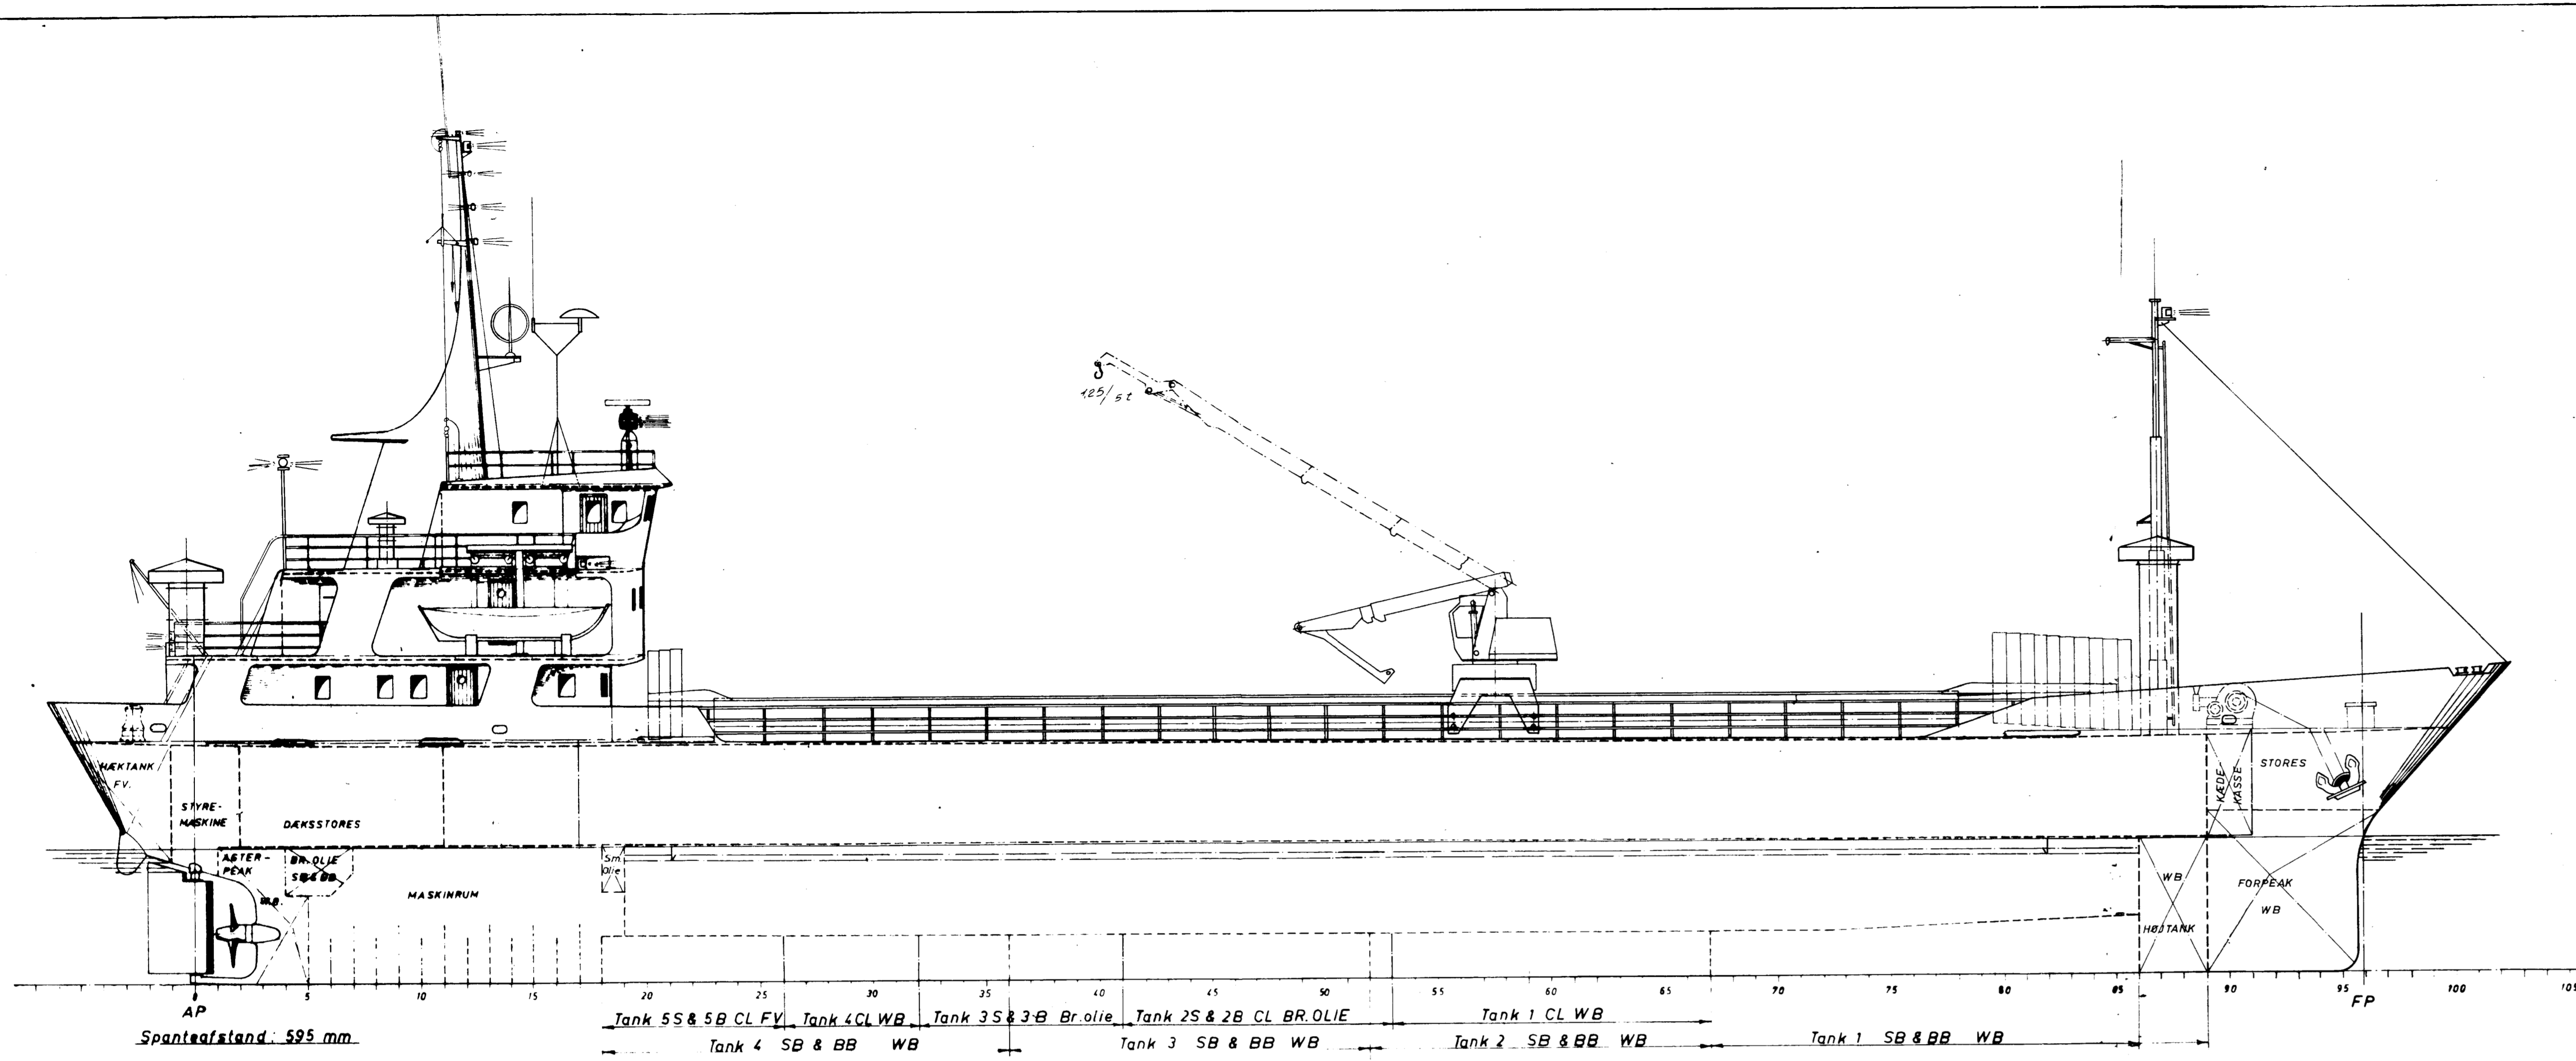 1,25/5t
HÆKTANK
FV.
STYRE-
MASKINE
DÆKSSTORES
KÆDE
KASSE
STORES
AGTER-
PEAK
W.B.
BR.OLIE
SB & BB
MASKINRUM
Sm.
Olie
WB
HØJTANK
FORPEAK
WB
0 5 10 15 20 25 30 35 40 45 50 55 60 65 70 75 80 85 90 95 100 105
AP
FP
Tank 5S & 5B CL FV Tank 4 CL WB Tank 3S & 3B Br.olie Tank 2S & 2B CL BR.OLIE Tank 1 CL WB
Spanteafstand: 595 mm
Tank 4 SB & BB WB Tank 3 SB & BB WB Tank 2 SB & BB WB Tank 1 SB & BB WB